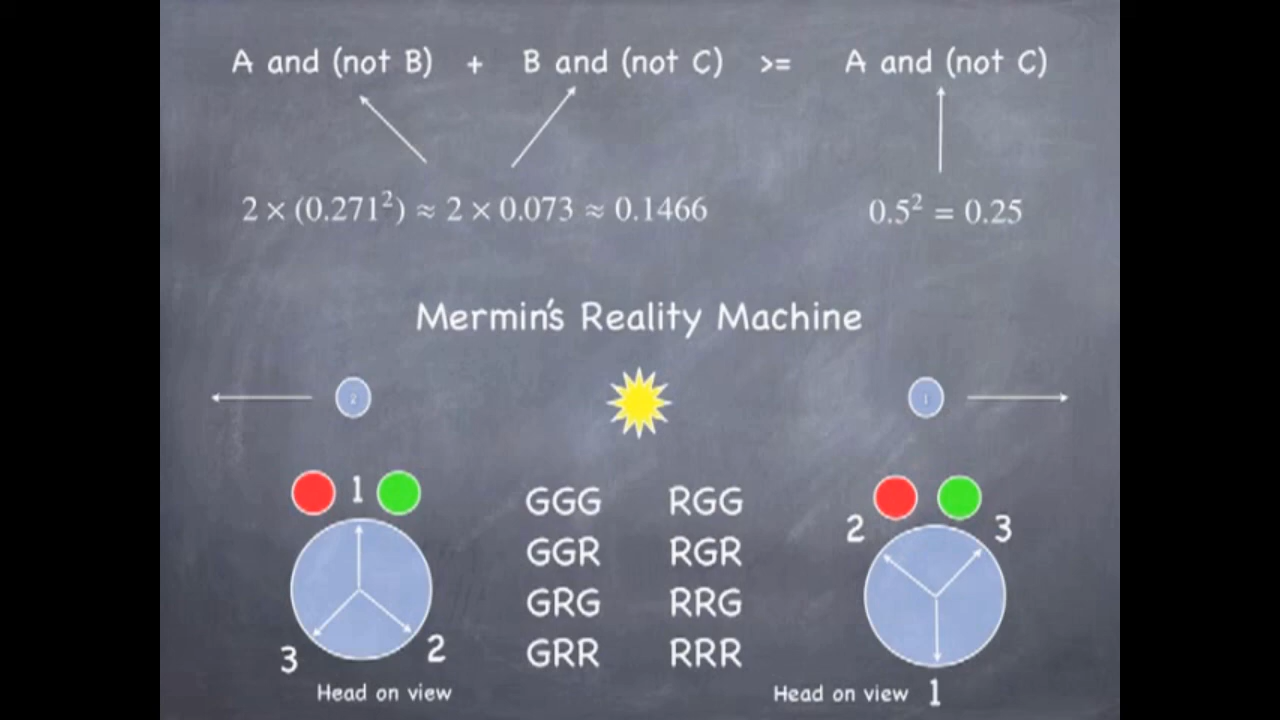 A and (not B) + B and (not C) >= A and (not C)
2 × (0.271²) ≈ 2 × 0.073 ≈ 0.1466 0.5² = 0.25
Mermin's Reality Machine
2 1
1
2 3
GGG RGG
GGR RGR
GRG RRG
GRR RRR
3 2
Head on view Head on view 1